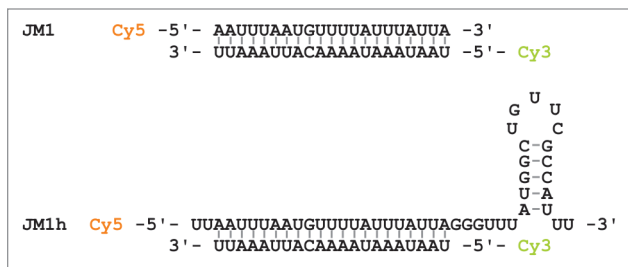 JM1 Cy5 -5'- AAUUUAAUGUUUUAUUUAUUA -3'
3'- UUAAAUUACAAAAUAAAUAAU -5'- Cy3
U
G U
U C
C-G
G-C
G-C
U-A
A-U
JM1h Cy5 -5'- UUAAUUUAAUGUUUUAUUUAUUAGGGUUU UU -3'
3'- UUAAAUUACAAAAUAAAUAAU -5'- Cy3